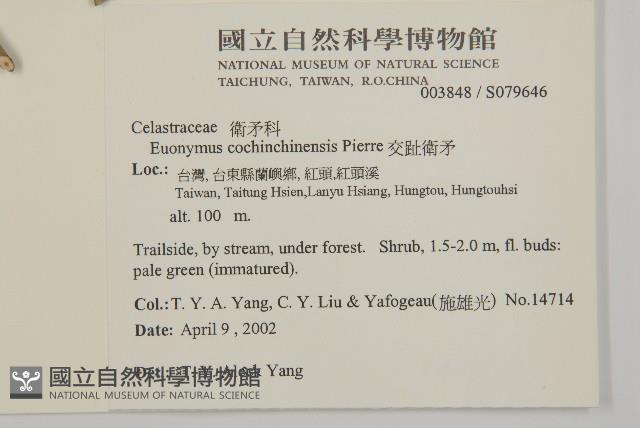 國立自然科學博物館
NATIONAL MUSEUM OF NATURAL SCIENCE
TAICHUNG, TAIWAN, R.O.CHINA
003848 / S079646
Celastraceae 衛矛科
Euonymus cochinchinensis Pierre 交趾衛矛
Loc.: 台灣, 台東縣蘭嶼鄉, 紅頭,紅頭溪
Taiwan, Taitung Hsien,Lanyu Hsiang, Hungtou, Hungtouhsi
alt. 100 m.
Trailside, by stream, under forest. Shrub, 1.5-2.0 m, fl. buds:
pale green (immatured).
Col.: T. Y. A. Yang, C. Y. Liu & Yafogeau(施雄光) No.14714
Date: April 9 , 2002
Yang
國立自然科學博物館
NATIONAL MUSEUM OF NATURAL SCIENCE